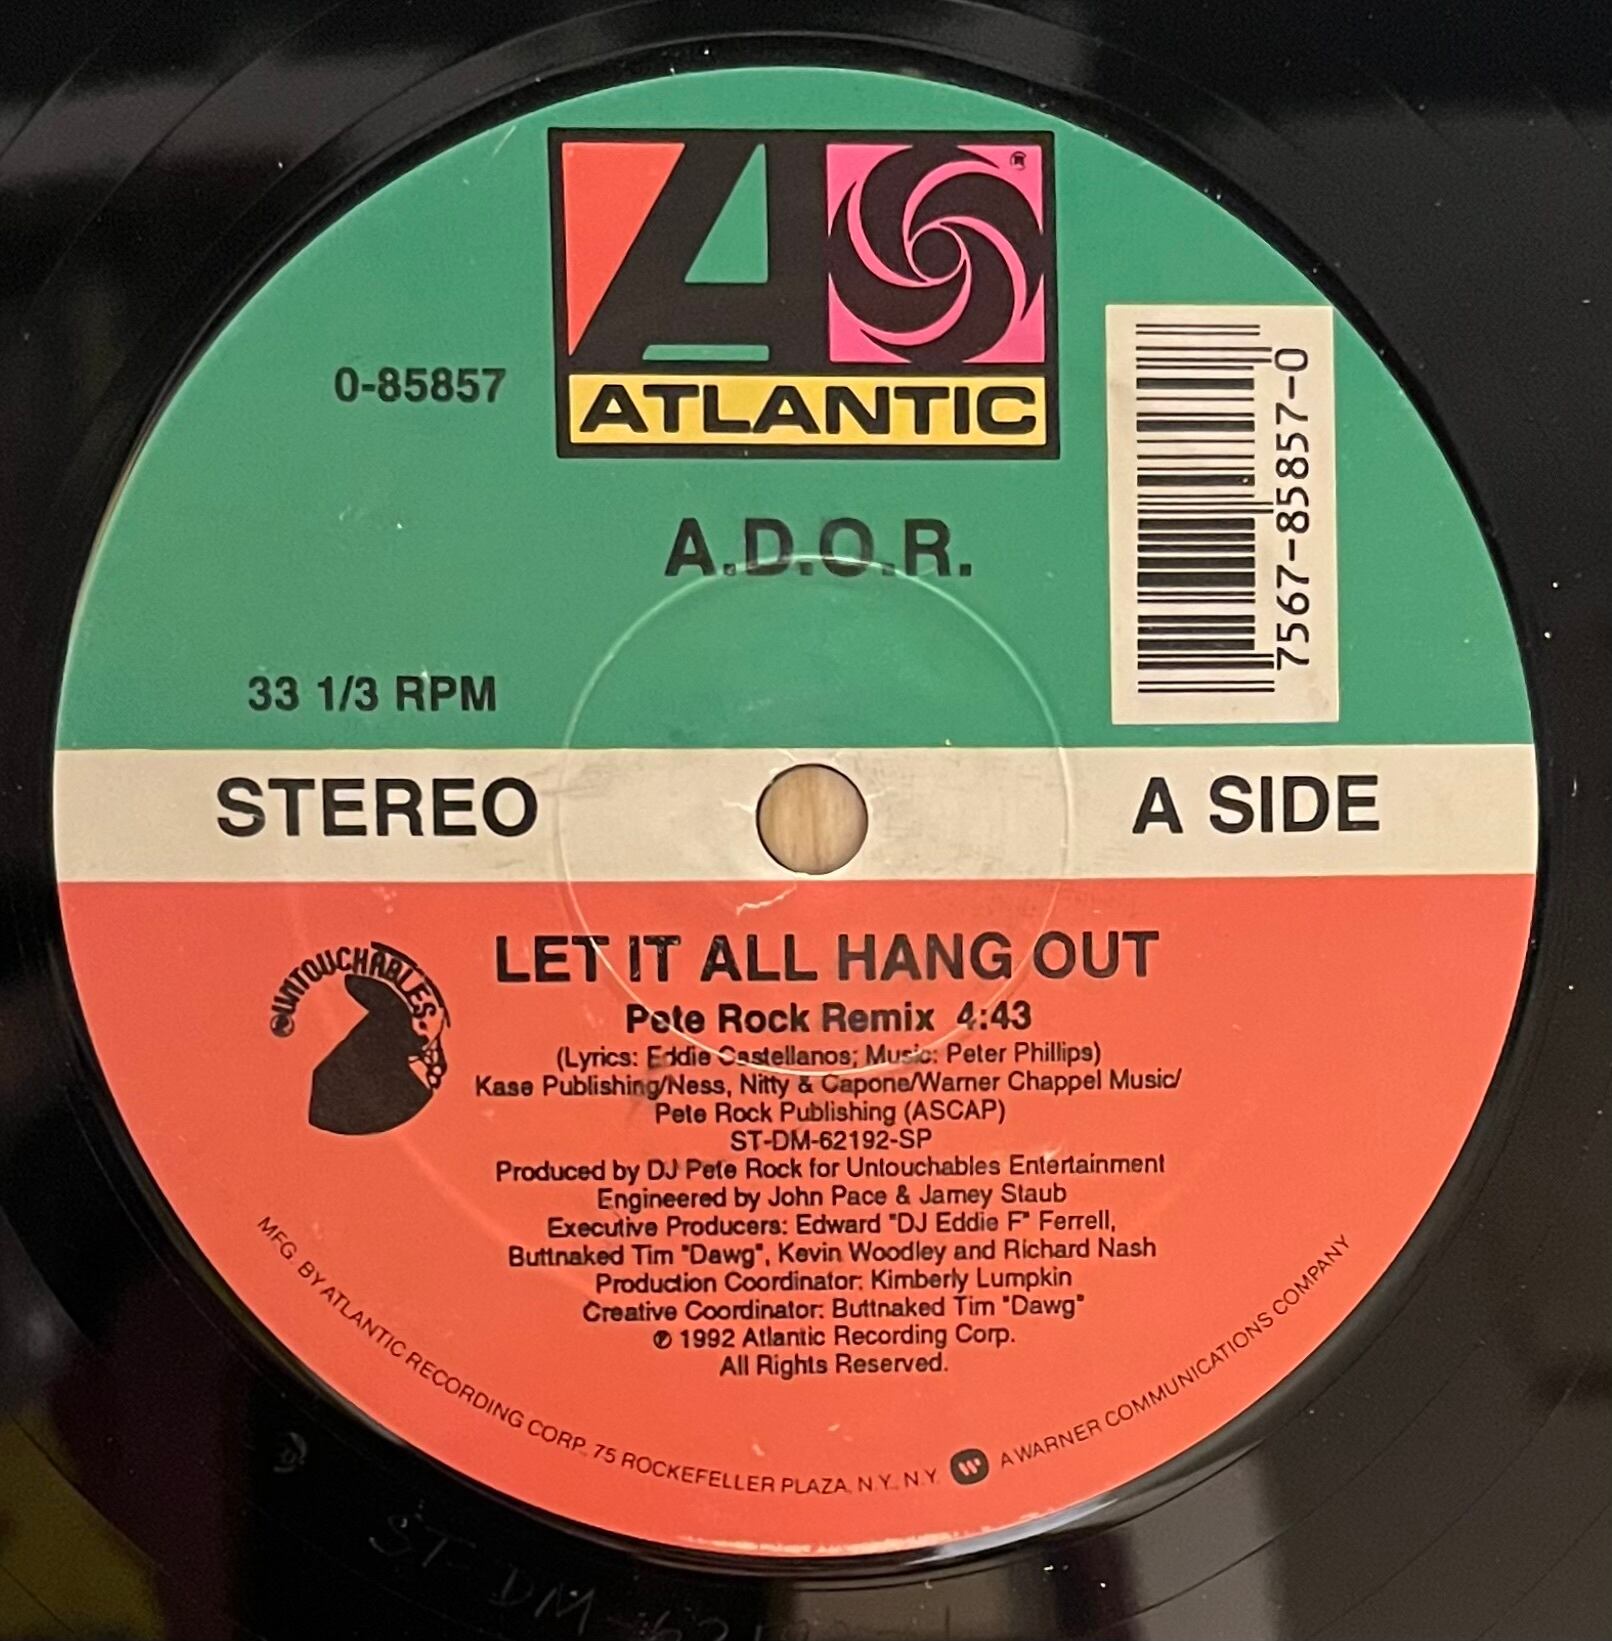 ®
ATLANTIC
0-85857
7567-85857-0
A.D.O.R.
33 1/3 RPM
STEREO
A SIDE
UNTOUCHABLES
LET IT ALL HANG OUT
Pete Rock Remix 4:43
(Lyrics: Eddie Castellanos; Music: Peter Phillips)
Kase Publishing/Ness, Nitty & Capone/Warner Chappel Music/
Pete Rock Publishing (ASCAP)
ST-DM-62192-SP
Produced by DJ Pete Rock for Untouchables Entertainment
Engineered by John Pace & Jamey Staub
Executive Producers: Edward "DJ Eddie F" Ferrell,
Buttnaked Tim "Dawg", Kevin Woodley and Richard Nash
Production Coordinator: Kimberly Lumpkin
Creative Coordinator: Buttnaked Tim "Dawg"
℗ 1992 Atlantic Recording Corp.
All Rights Reserved.
MFG. BY ATLANTIC RECORDING CORP., 75 ROCKEFELLER PLAZA, N.Y., N.Y. A WARNER COMMUNICATIONS COMPANY
ST-DM-